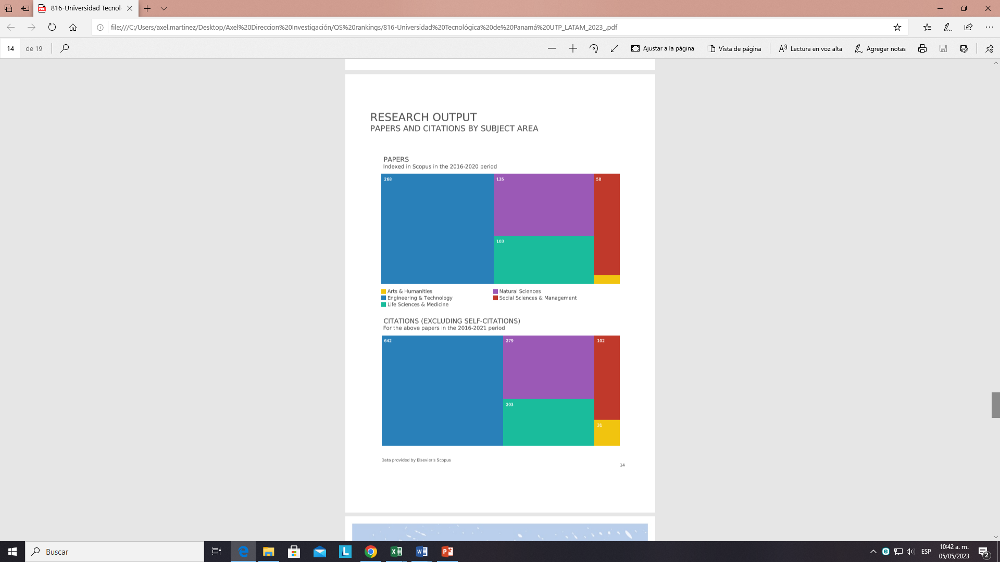 816-Universidad Tecnol
file:///C:/Users/axel.martinez/Desktop/Axel%20Direccion%20Investigación/QS%20rankings/816-Universidad%20Tecnológica%20de%20Panamá%20UTP_LATAM_2023_.pdf
14 de 19 Ajustar a la página Vista de página Lectura en voz alta Agregar notas
RESEARCH OUTPUT
PAPERS AND CITATIONS BY SUBJECT AREA
PAPERS
Indexed in Scopus in the 2016-2020 period
268 135 58
103
Arts & Humanities Natural Sciences
Engineering & Technology Social Sciences & Management
Life Sciences & Medicine
CITATIONS (EXCLUDING SELF-CITATIONS)
For the above papers in the 2016-2021 period
642 279 102
203
31
Data provided by Elsevier's Scopus
14
Buscar
ESP
10:42 a. m.
05/05/2023
2